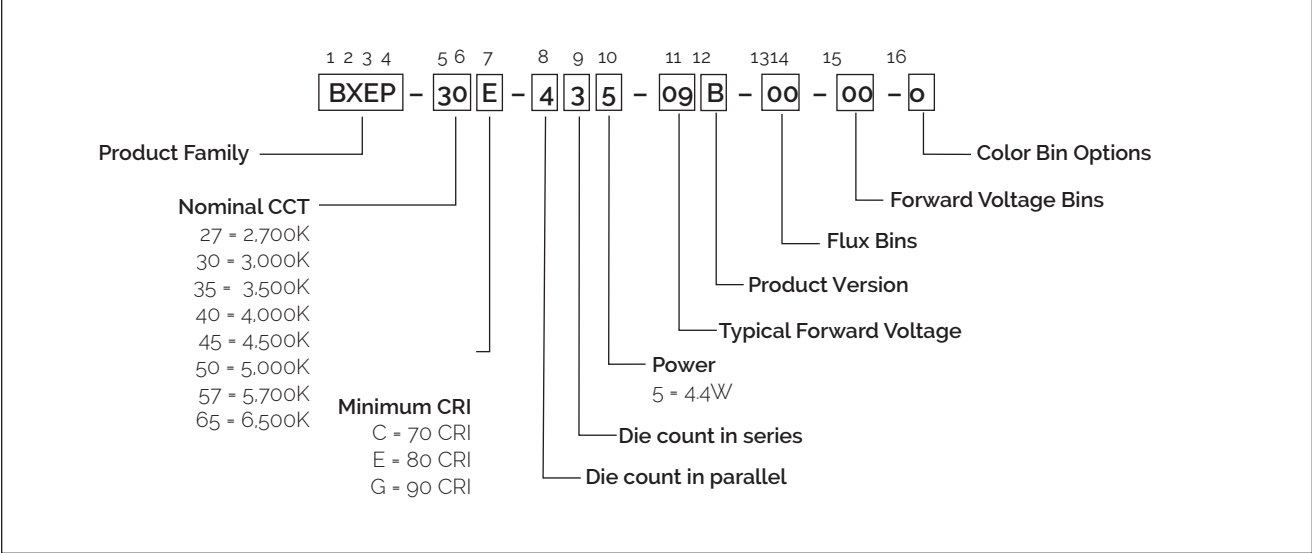 1 2 3 4 5 6 7 8 9 10 11 12 1314 15 16
BXEP – 30 E – 4 3 5 – 09 B – 00 – 00 – 0
Product Family
Color Bin Options
Nominal CCT
27 = 2,700K
30 = 3,000K
35 = 3,500K
40 = 4,000K
45 = 4,500K
50 = 5,000K
57 = 5,700K
65 = 6,500K
Forward Voltage Bins
Flux Bins
Product Version
Typical Forward Voltage
Power
5 = 4.4W
Minimum CRI
C = 70 CRI
E = 80 CRI
G = 90 CRI
Die count in series
Die count in parallel